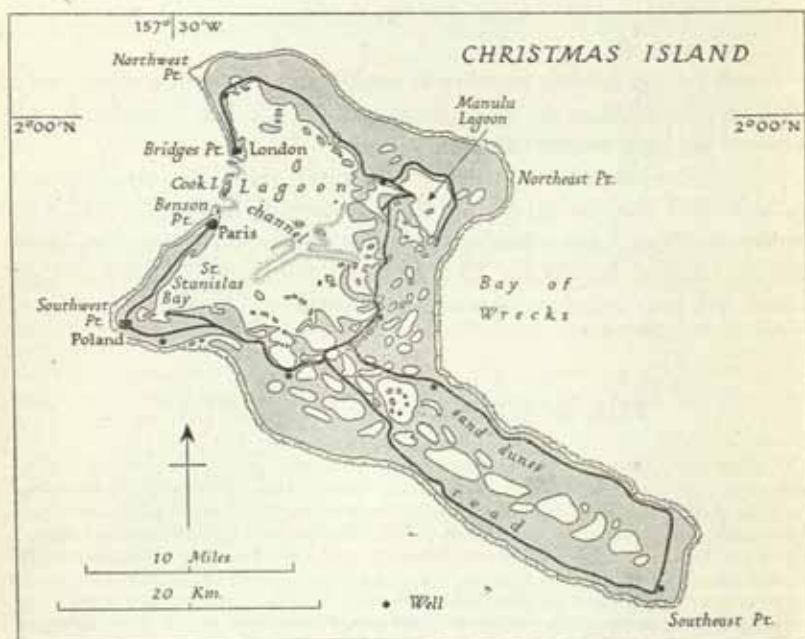 157° 30'W
CHRISTMAS ISLAND
Northwest
Pt.
Manulu
Lagoon
2°00'N
2°00'N
Bridges Pt.
London
Cook I.
Lagoon
Northeast Pt.
Benson
Pt.
channel
Paris
St.
Stanislas
Bay
Bay of
Wrecks
Southwest
Pt.
Poland
sand dunes
road
10 Miles
20 Km.
Well
Southeast Pt.